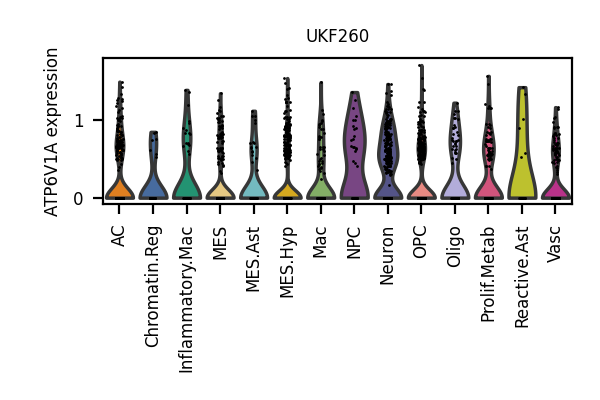 UKF260
ATP6V1A expression
1
0
AC
Chromatin.Reg
Inflammatory.Mac
MES
MES.Ast
MES.Hyp
Mac
NPC
Neuron
OPC
Oligo
Prolif.Metab
Reactive.Ast
Vasc